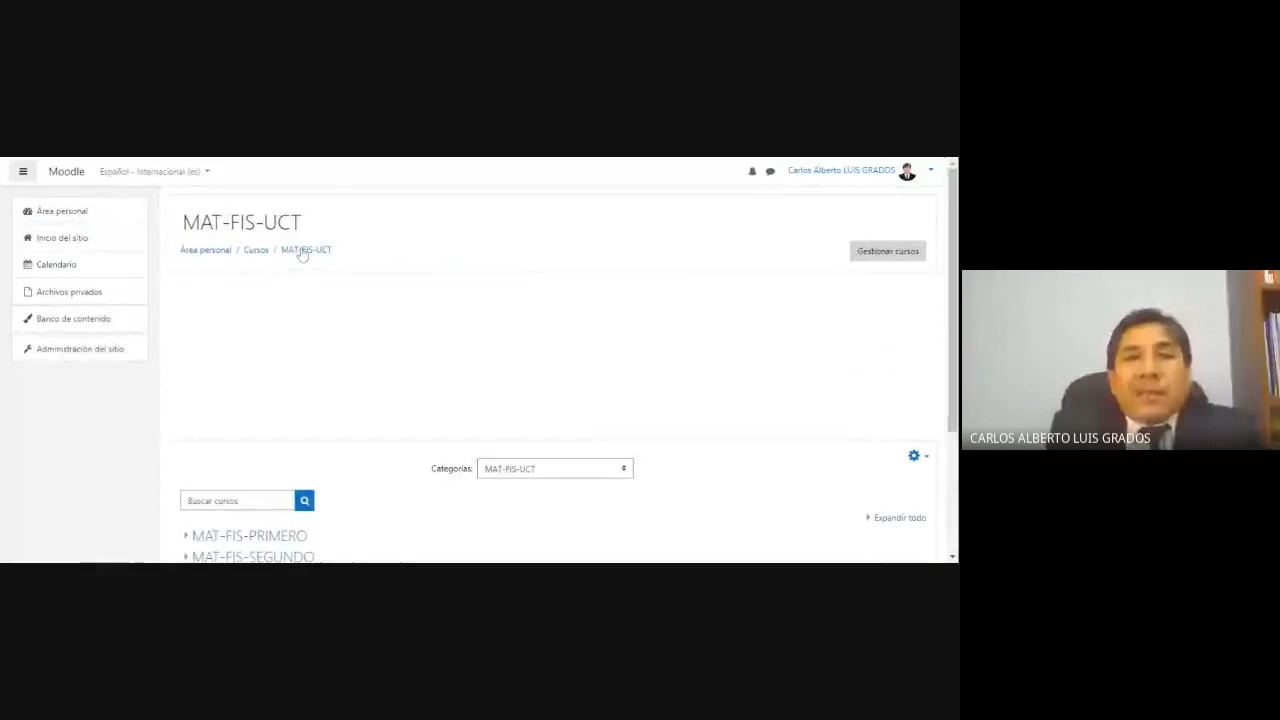 Moodle Español - Internacional (es)
Carlos Alberto LUIS GRADOS
Área personal
Inicio del sitio
Calendario
Archivos privados
Banco de contenido
Administración del sitio
MAT-FIS-UCT
Área personal / Cursos / MAT-FIS-UCT
Gestionar cursos
Categorías: MAT-FIS-UCT
Buscar cursos
Expandir todo
MAT-FIS-PRIMERO
MAT-FIS-SEGUNDO
CARLOS ALBERTO LUIS GRADOS